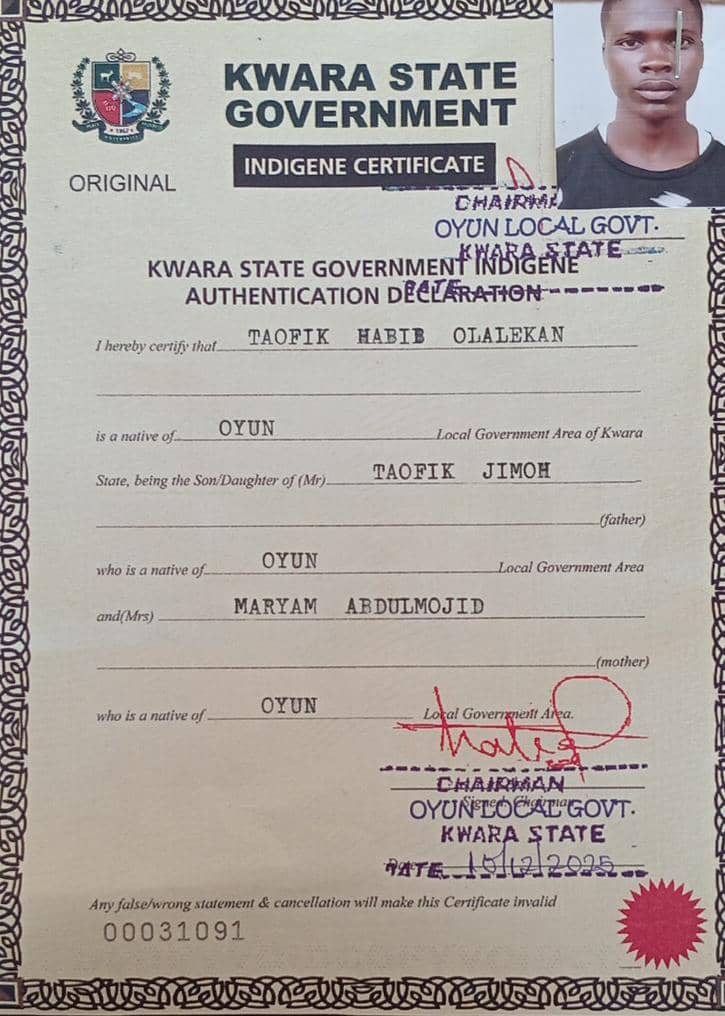 KWARA STATE
GOVERNMENT
INDIGENE CERTIFICATE
ORIGINAL
CHAIRMAN
OYUN LOCAL GOVT.
KWARA STATE
DATE
KWARA STATE GOVERNMENT INDIGENE
AUTHENTICATION DECLARATION
I hereby certify that TAOFIK HABIB OLALEKAN
is a native of OYUN Local Government Area of Kwara
State, being the Son/Daughter of (Mr) TAOFIK JIMOH
(father)
who is a native of OYUN Local Government Area
and(Mrs) MARYAM ABDULMOJID
(mother)
who is a native of OYUN Local Government Area.
CHAIRMAN
Signed, Chairman
OYUN LOCAL GOVT.
KWARA STATE
DATE 10/12/2025
Any false/wrong statement & cancellation will make this Certificate invalid
00031091